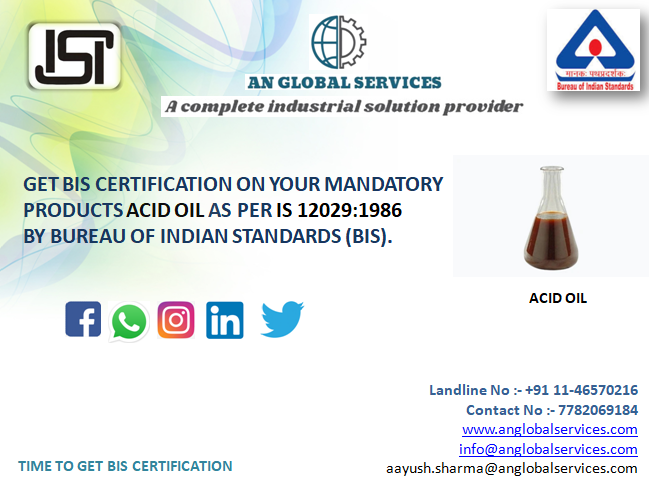 ISI
AN GLOBAL SERVICES
A complete industrial solution provider
मानकः पथप्रदर्शकः
Bureau of Indian Standards
GET BIS CERTIFICATION ON YOUR MANDATORY
PRODUCTS ACID OIL AS PER IS 12029:1986
BY BUREAU OF INDIAN STANDARDS (BIS).
ACID OIL
Landline No :- +91 11-46570216
Contact No :- 7782069184
www.anglobalservices.com
info@anglobalservices.com
TIME TO GET BIS CERTIFICATION
aayush.sharma@anglobalservices.com